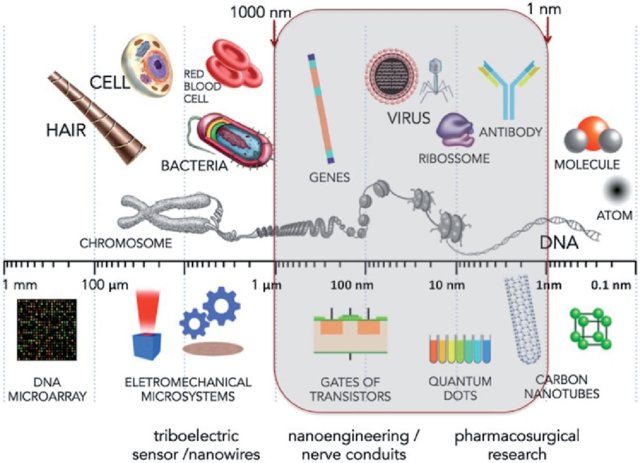 1000 nm
1 nm
CELL
RED
BLOOD
CELL
HAIR
VIRUS
ANTIBODY
BACTERIA
RIBOSSOME
MOLECULE
GENES
ATOM
CHROMOSOME
DNA
1 mm
100 µm
1 µm
100 nm
10 nm
1 nm
0.1 nm
DNA
MICROARRAY
ELETROMECHANICAL
MICROSYSTEMS
GATES OF
TRANSISTORS
QUANTUM
DOTS
CARBON
NANOTUBES
triboelectric
sensor /nanowires
nanoengineering /
nerve conduits
pharmacosurgical
research